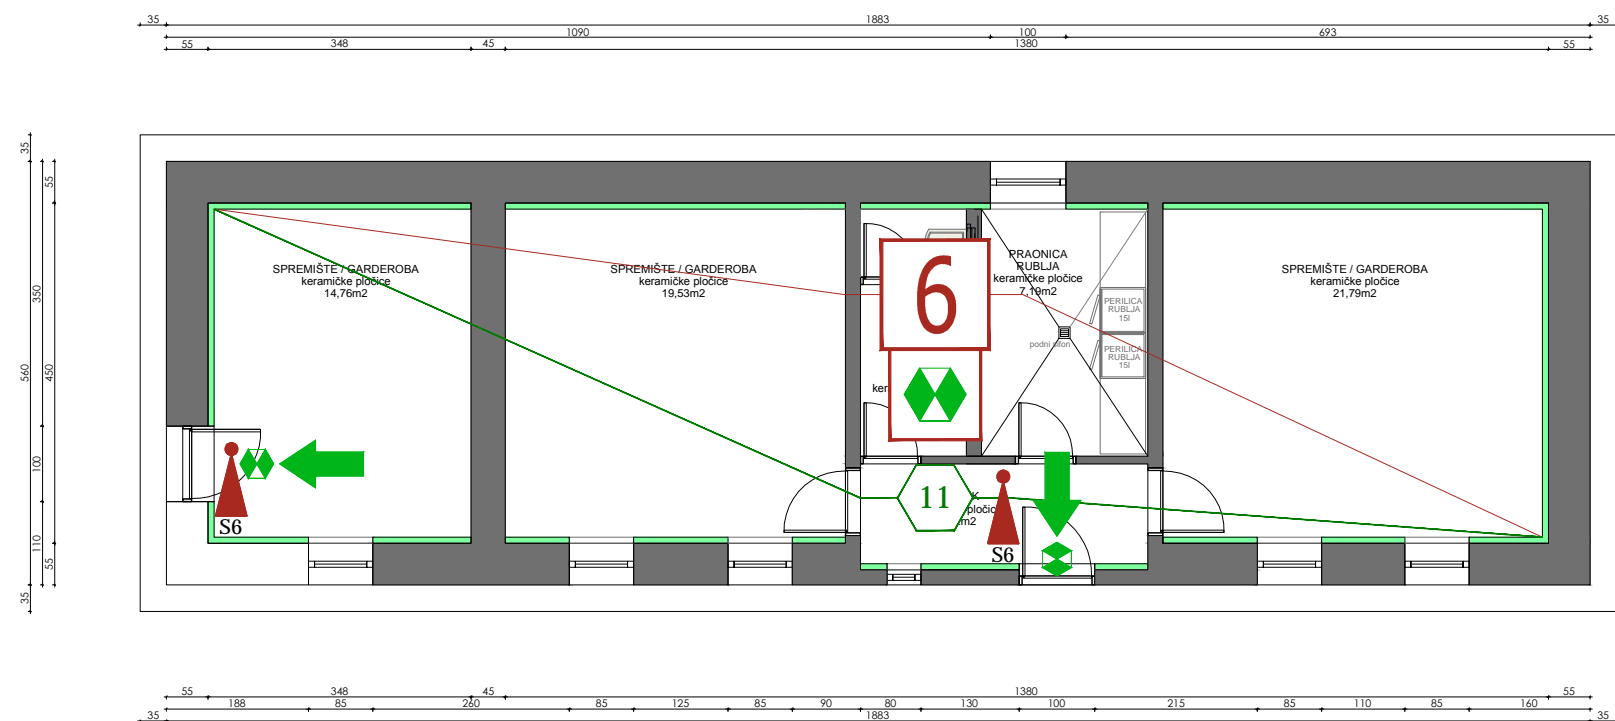 35 1883 35
1090 100 693
55 348 45 1380 55
35
55
350
560 450
100
110
55
35
SPREMIŠTE / GARDEROBA
keramičke pločice
14,76m2
SPREMIŠTE / GARDEROBA
keramičke pločice
19,53m2
6
PRAONICA
RUBLJA
keramičke pločice
7,19m2
PERILICA
RUBLJA
15l
PERILICA
RUBLJA
15l
podni sifon
SPREMIŠTE / GARDEROBA
keramičke pločice
21,79m2
ker
11
K
pločic
m2
S6
S6
55 348 45 1380 55
188 85 260 85 125 85 90 80 130 100 215 85 110 85 160
35 1883 35